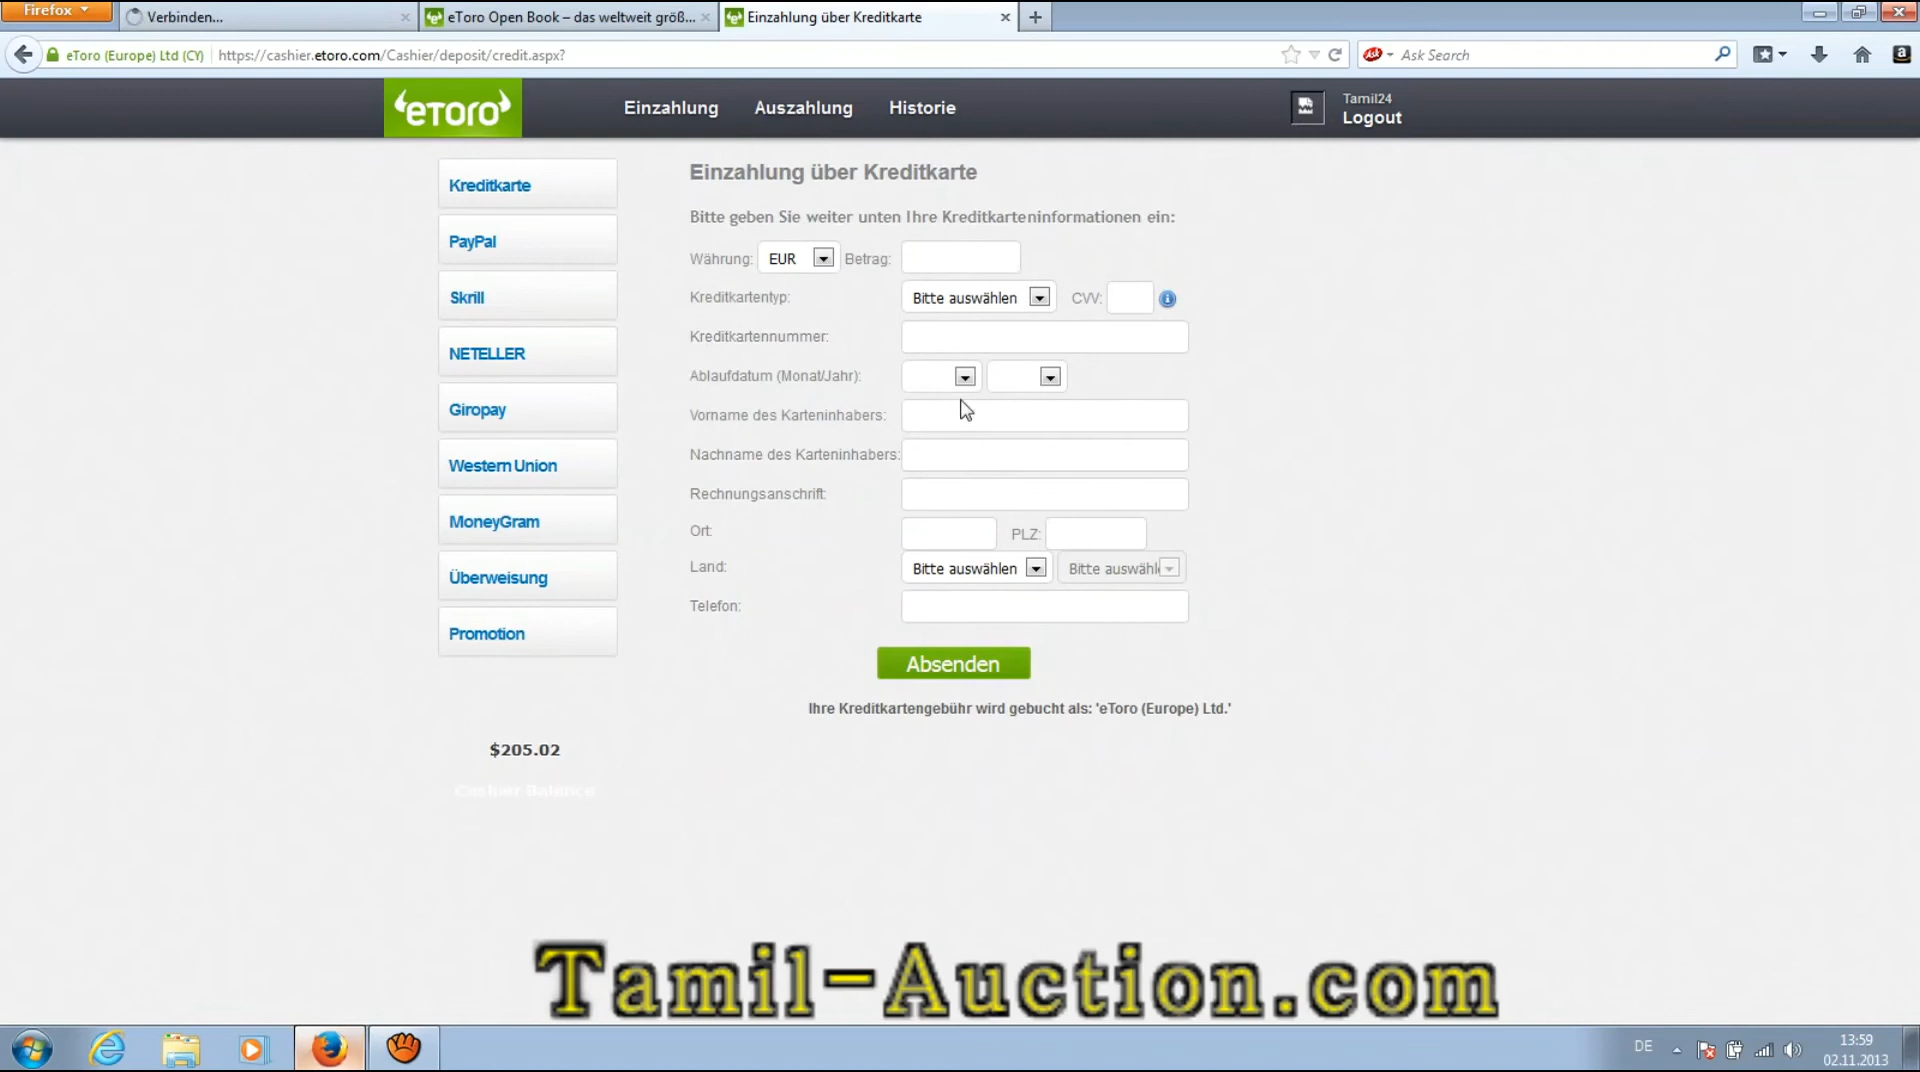 Firefox
Verbinden...
eToro Open Book – das weltweit größ...
Einzahlung über Kreditkarte
eToro (Europe) Ltd (CY)
https://cashier.etoro.com/Cashier/deposit/credit.aspx?
Ask Search
eToro
Einzahlung
Auszahlung
Historie
Tamil24
Logout
Kreditkarte
PayPal
Skrill
NETELLER
Giropay
Western Union
MoneyGram
Überweisung
Promotion
$205.02
Cashier Balance
Einzahlung über Kreditkarte
Bitte geben Sie weiter unten Ihre Kreditkarteninformationen ein:
Währung: EUR Betrag:
Kreditkartentyp: Bitte auswählen CVV:
Kreditkartennummer:
Ablaufdatum (Monat/Jahr):
Vorname des Karteninhabers:
Nachname des Karteninhabers:
Rechnungsanschrift:
Ort: PLZ:
Land: Bitte auswählen Bitte auswähl
Telefon:
Absenden
Ihre Kreditkartengebühr wird gebucht als: 'eToro (Europe) Ltd.'
Tamil-Auction.com
DE
13:59
02.11.2013